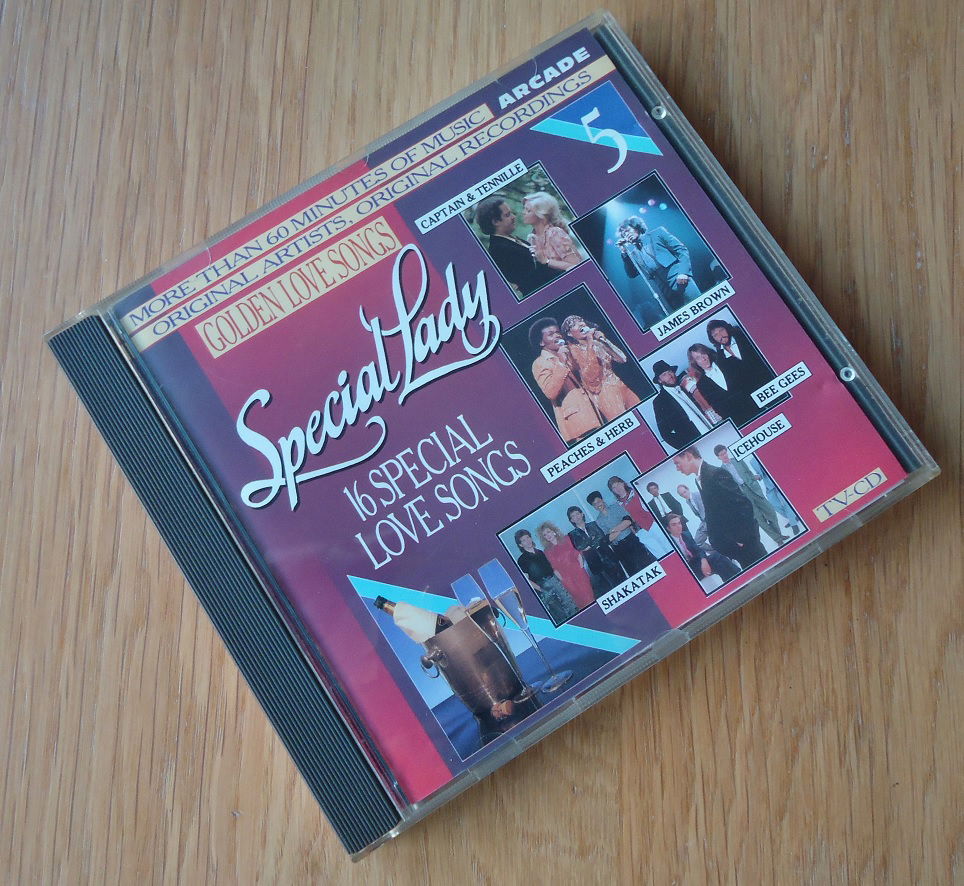 ARCADE
MORE THAN 60 MINUTES OF MUSIC
ORIGINAL ARTISTS, ORIGINAL RECORDINGS
5
GOLDEN LOVE SONGS
Special Lady
16 SPECIAL
LOVE SONGS
CAPTAIN & TENNILLE
JAMES BROWN
PEACHES & HERB
BEE GEES
SHAKATAK
ICEHOUSE
TV-CD